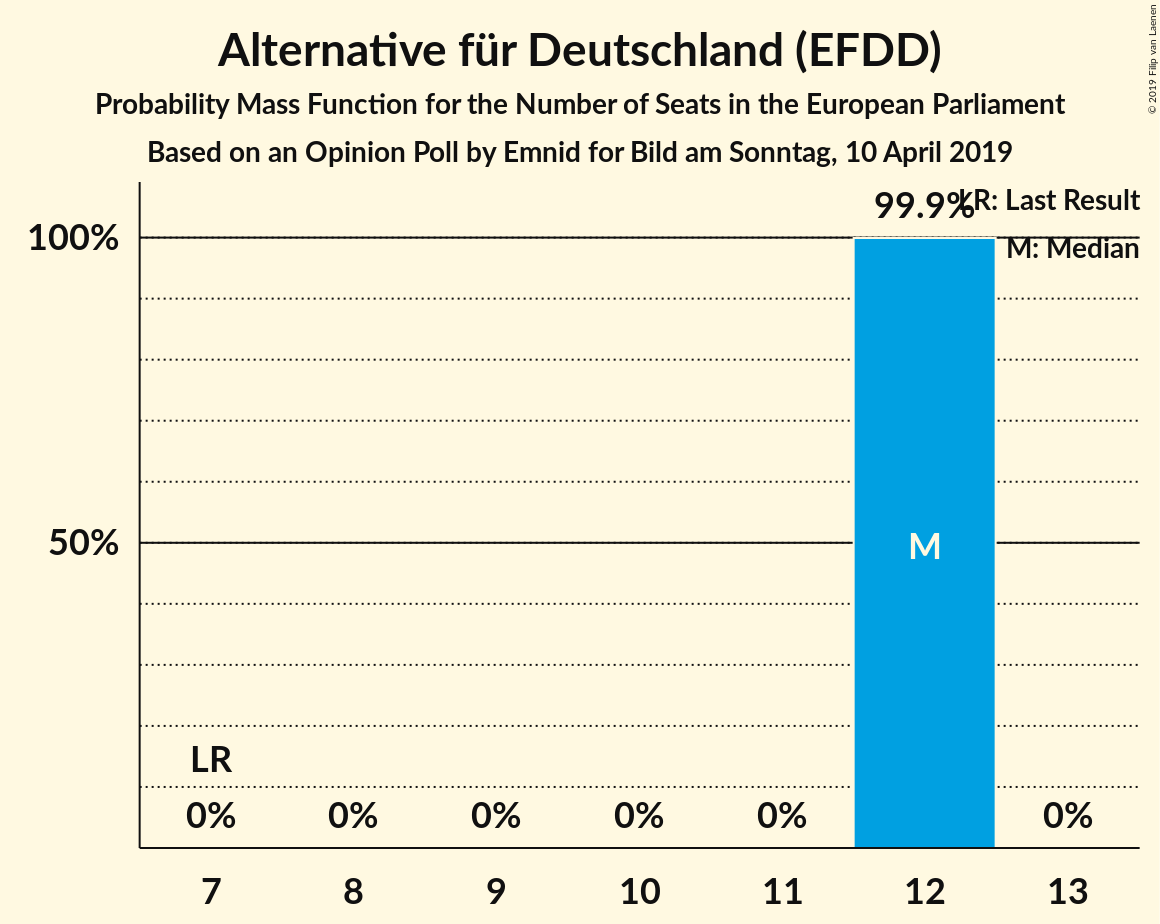 Alternative für Deutschland (EFDD)
Probability Mass Function for the Number of Seats in the European Parliament
Based on an Opinion Poll by Emnid for Bild am Sonntag, 10 April 2019
© 2019 Filip van Laenen
99.9%
LR: Last Result
M: Median
100%
50%
M
LR
0% 0% 0% 0% 0% 0%
7 8 9 10 11 12 13